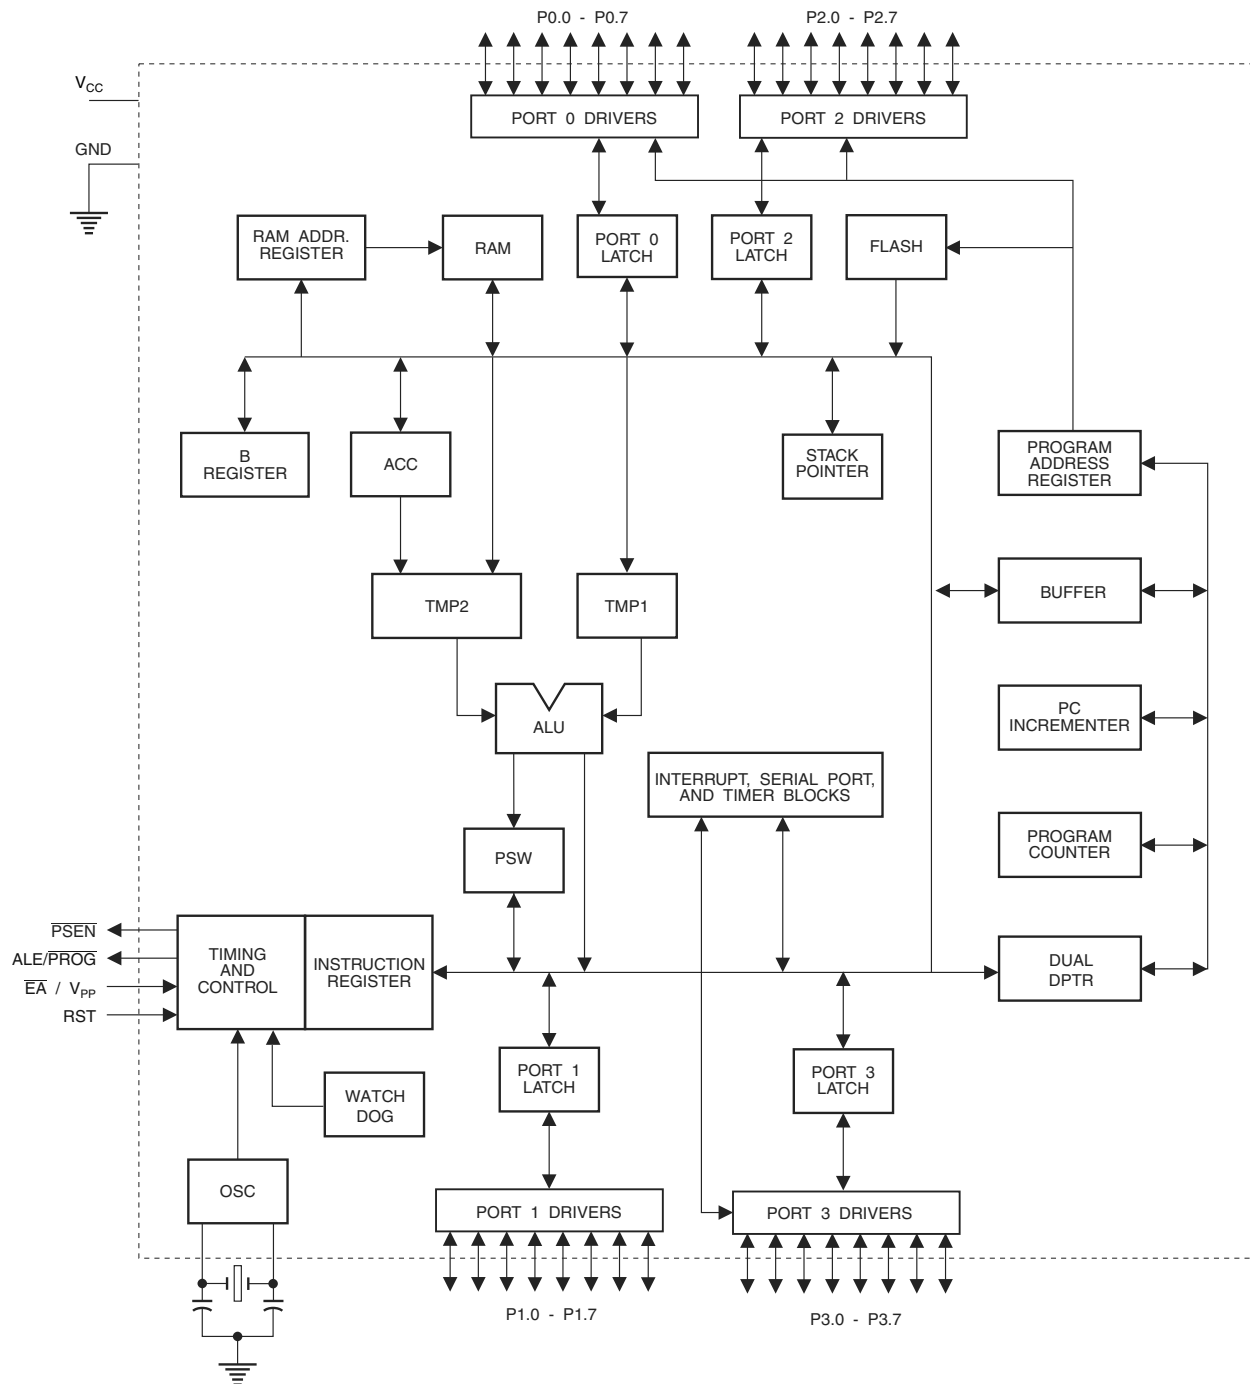 P0.0 - P0.7
P2.0 - P2.7
VCC
PORT 0 DRIVERS
PORT 2 DRIVERS
GND
RAM ADDR.
REGISTER
RAM
PORT 0
LATCH
PORT 2
LATCH
FLASH
B
REGISTER
ACC
STACK
POINTER
PROGRAM
ADDRESS
REGISTER
TMP2
TMP1
BUFFER
ALU
PC
INCREMENTER
INTERRUPT, SERIAL PORT,
AND TIMER BLOCKS
PSW
PROGRAM
COUNTER
PSEN
ALE/PROG
EA / VPP
RST
TIMING
AND
CONTROL
INSTRUCTION
REGISTER
DUAL
DPTR
PORT 1
LATCH
PORT 3
LATCH
WATCH
DOG
OSC
PORT 1 DRIVERS
PORT 3 DRIVERS
P1.0 - P1.7
P3.0 - P3.7